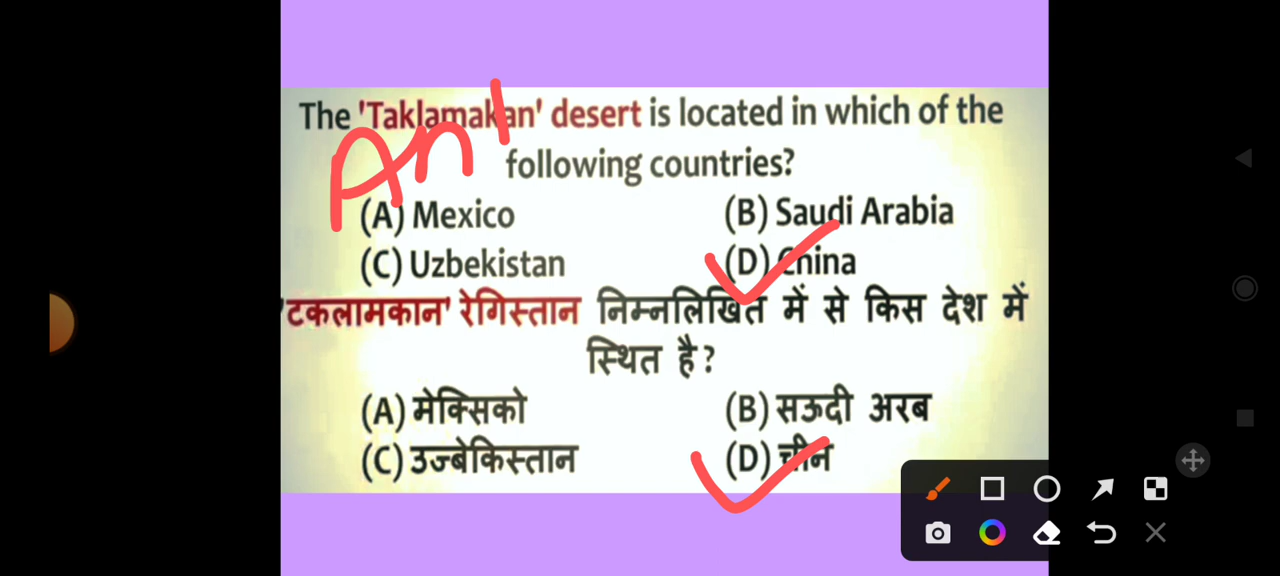 The 'Taklamakan' desert is located in which of the
following countries?
An'
(A) Mexico (B) Saudi Arabia
(C) Uzbekistan (D) China
'टकलामकान' रेगिस्तान निम्नलिखित में से किस देश में
स्थित है?
(A) मेक्सिको (B) सऊदी अरब
(C) उज्बेकिस्तान (D) चीन